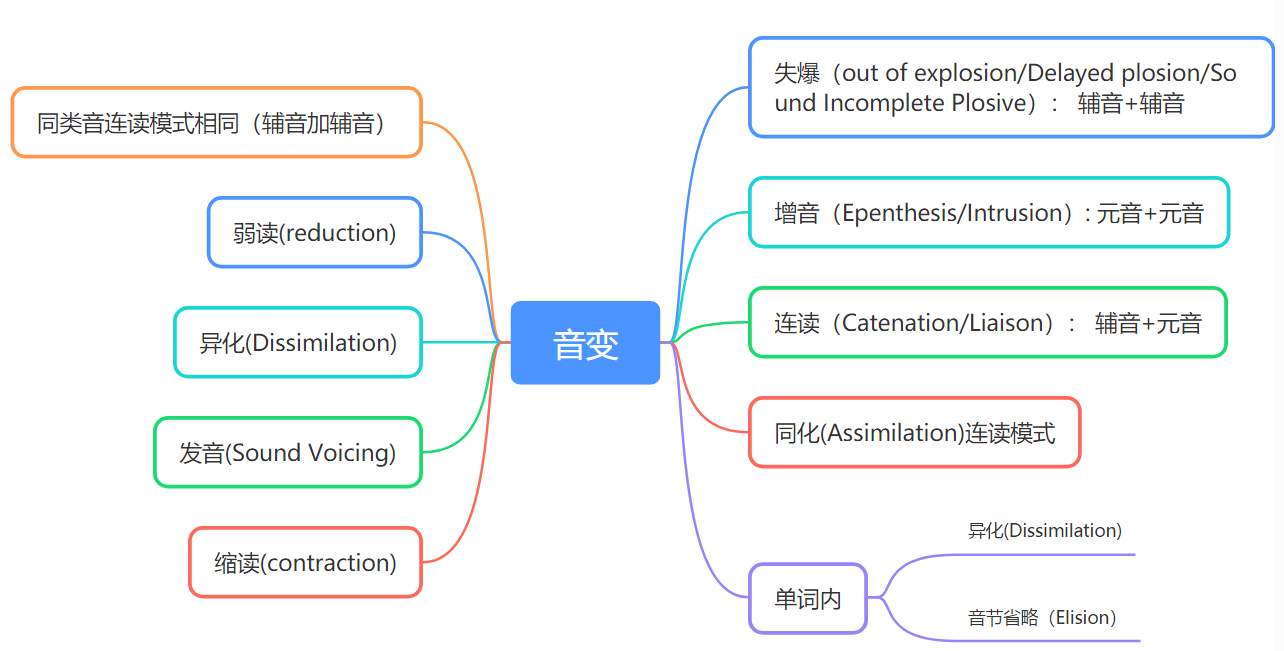 音变
失爆（out of explosion/Delayed plosion/So
und Incomplete Plosive）： 辅音+辅音
增音（Epenthesis/Intrusion）: 元音+元音
连读（Catenation/Liaison）： 辅音+元音
同化(Assimilation)连读模式
单词内
异化(Dissimilation)
音节省略（Elision）
同类音连读模式相同（辅音加辅音）
弱读(reduction)
异化(Dissimilation)
发音(Sound Voicing)
缩读(contraction)